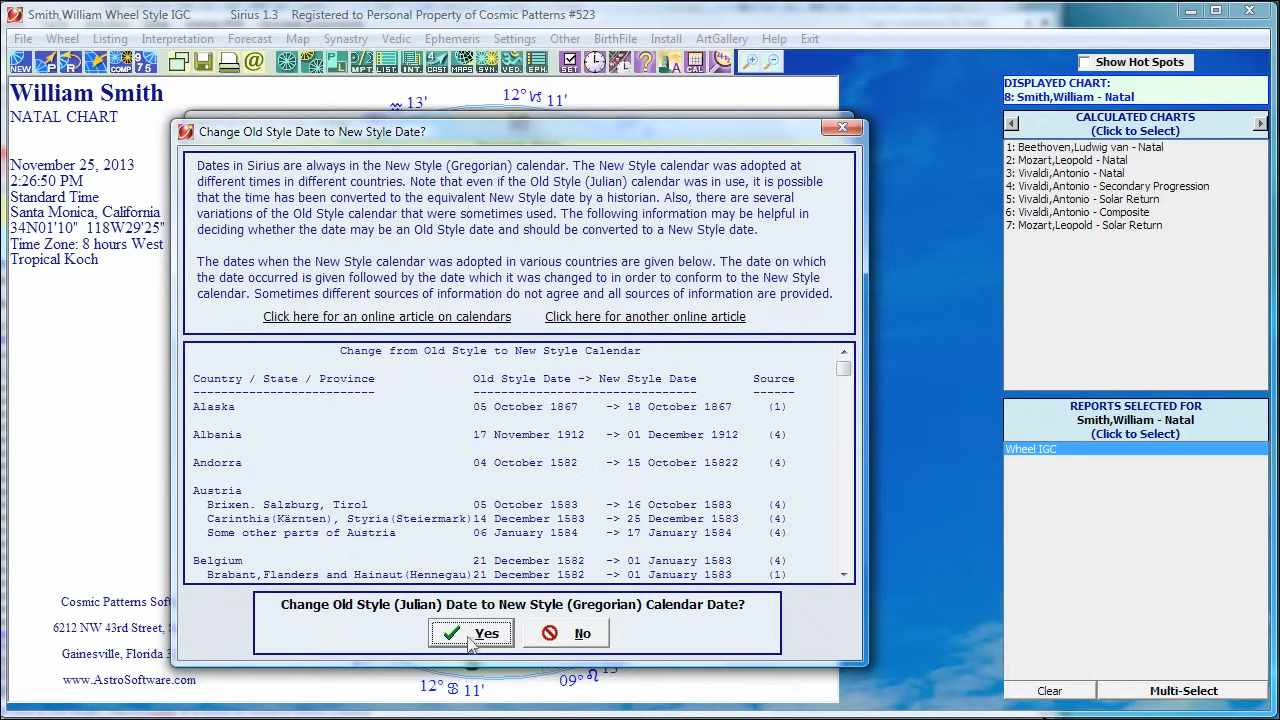 Smith,William Wheel Style IGC Sirius 1.3 Registered to Personal Property of Cosmic Patterns #523
File Wheel Listing Interpretation Forecast Map Synastry Vedic Ephemeris Settings Other BirthFile Install ArtGallery Help Exit
Show Hot Spots
William Smith
NATAL CHART
November 25, 2013
2:26:50 PM
Standard Time
Santa Monica, California
34N01'10" 118W29'25"
Time Zone: 8 hours West
Tropical Koch
♒ 13'
12° ♑ 11'
Change Old Style Date to New Style Date?
Dates in Sirius are always in the New Style (Gregorian) calendar. The New Style calendar was adopted at
different times in different countries. Note that even if the Old Style (Julian) calendar was in use, it is possible
that the time has been converted to the equivalent New Style date by a historian. Also, there are several
variations of the Old Style calendar that were sometimes used. The following information may be helpful in
deciding whether the date may be an Old Style date and should be converted to a New Style date.
The dates when the New Style calendar was adopted in various countries are given below. The date on which
the date occurred is given followed by the date which it was changed to in order to conform to the New Style
calendar. Sometimes different sources of information do not agree and all sources of information are provided.
Click here for an online article on calendars Click here for another online article
Change from Old Style to New Style Calendar
Country / State / Province Old Style Date -> New Style Date Source
Alaska 05 October 1867 -> 18 October 1867 (1)
Albania 17 November 1912 -> 01 December 1912 (4)
Andorra 04 October 1582 -> 15 October 15822 (4)
Austria
Brixen. Salzburg, Tirol 05 October 1583 -> 16 October 1583 (4)
Carinthia(Kärnten), Styria(Steiermark)14 December 1583 -> 25 December 1583 (4)
Some other parts of Austria 06 January 1584 -> 17 January 1584 (4)
Belgium 21 December 1582 -> 01 January 1583 (4)
Brabant,Flanders and Hainaut(Hennegau)21 December 1582 -> 01 January 1583 (1)
Change Old Style (Julian) Date to New Style (Gregorian) Calendar Date?
Yes No
Cosmic Patterns Soft
6212 NW 43rd Street,
Gainesville, Florida 3
www.AstroSoftware.com
12° ♋ 11'
09° ♌ 13'
DISPLAYED CHART:
8: Smith,William - Natal
CALCULATED CHARTS
(Click to Select)
1: Beethoven,Ludwig van - Natal
2: Mozart,Leopold - Natal
3: Vivaldi,Antonio - Natal
4: Vivaldi,Antonio - Secondary Progression
5: Vivaldi,Antonio - Solar Return
6: Vivaldi,Antonio - Composite
7: Mozart,Leopold - Solar Return
REPORTS SELECTED FOR
Smith,William - Natal
(Click to Select)
Wheel IGC
Clear Multi-Select